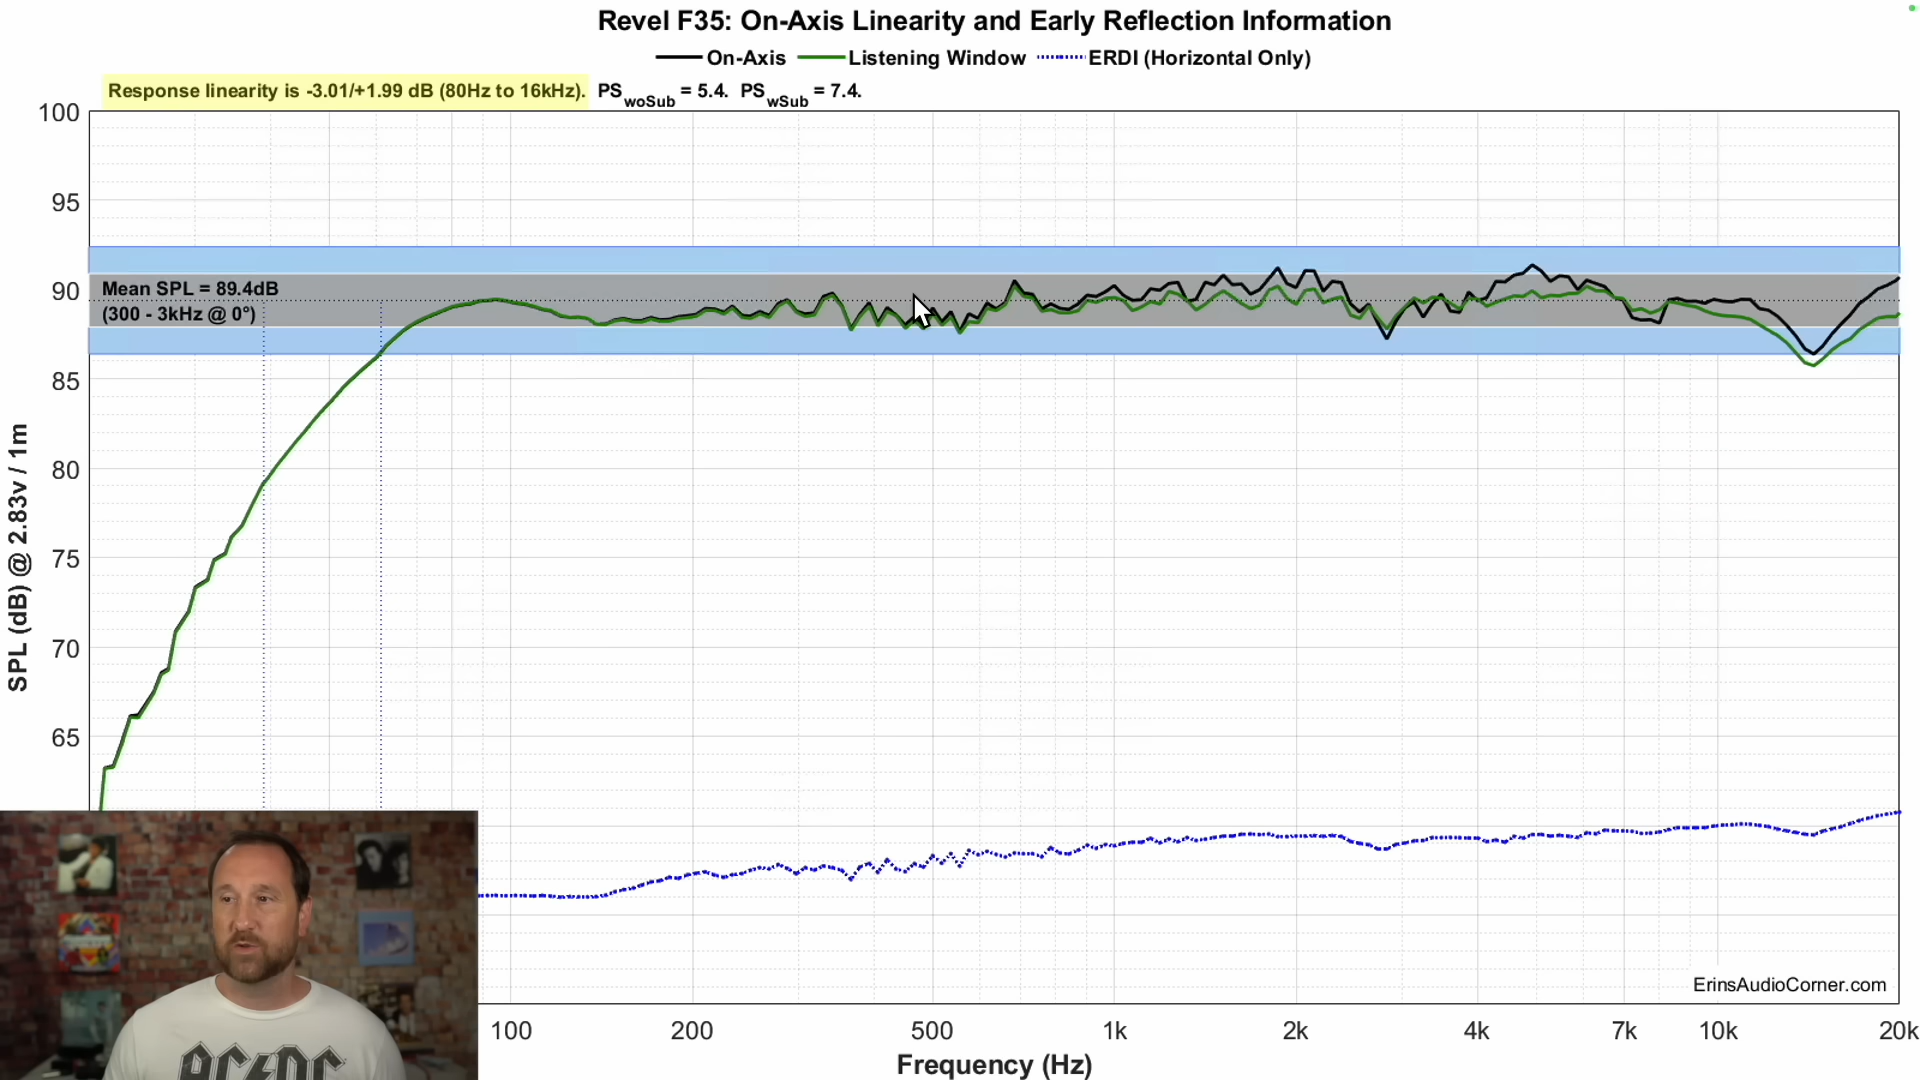 Revel F35: On-Axis Linearity and Early Reflection Information
On-Axis Listening Window ERDI (Horizontal Only)
Response linearity is -3.01/+1.99 dB (80Hz to 16kHz). PS woSub = 5.4. PS wSub = 7.4.
100
95
90
85
80
75
70
65
SPL (dB) @ 2.83v / 1m
Mean SPL = 89.4dB
(300 - 3kHz @ 0°)
ErinsAudioCorner.com
100 200 500 1k 2k 4k 7k 10k 20k
Frequency (Hz)
AC DC